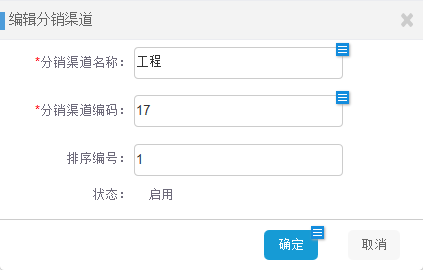 编辑分销渠道
*分销渠道名称： 工程
*分销渠道编码： 17
排序编号： 1
状态： 启用
确定 取消